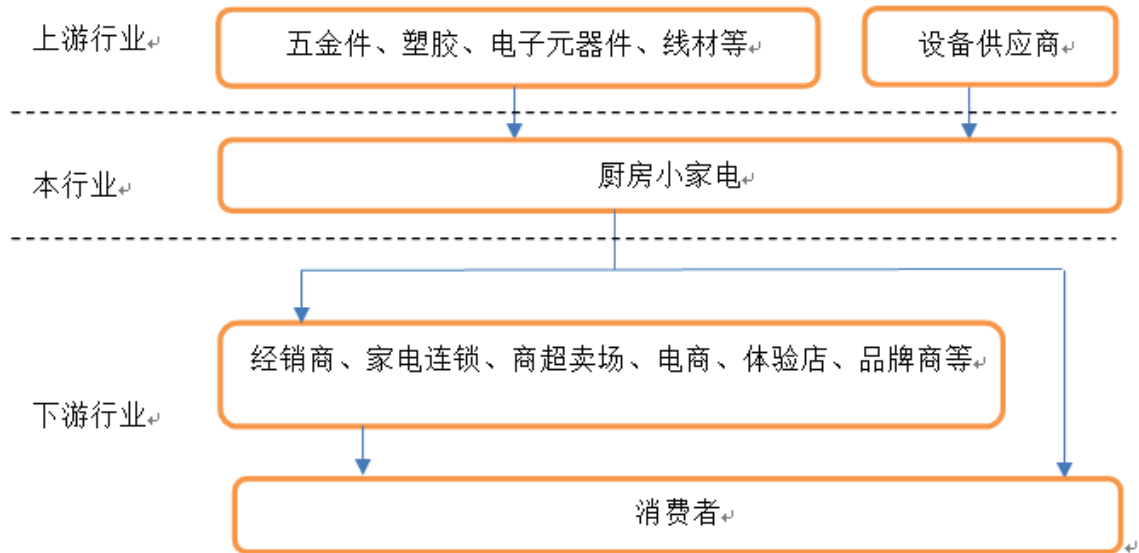 上游行业
五金件、塑胶、电子元器件、线材等
设备供应商
本行业
厨房小家电
经销商、家电连锁、商超卖场、电商、体验店、品牌商等
下游行业
消费者